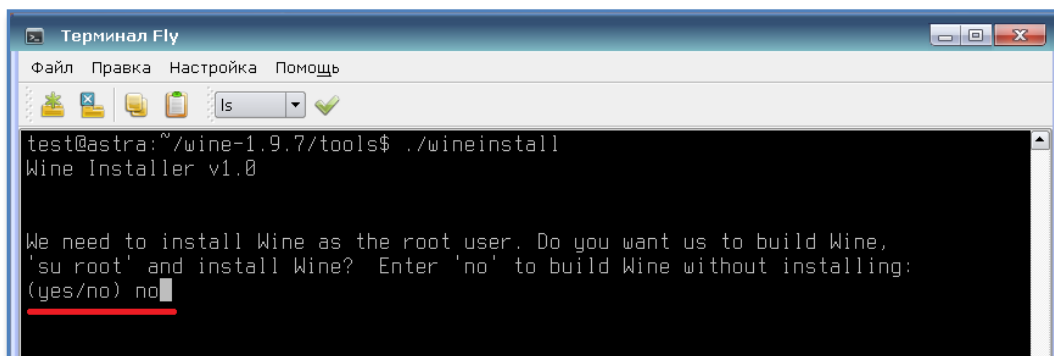 Терминал Fly
Файл Правка Настройка Помощь
ls
test@astra:~/wine-1.9.7/tools$ ./wineinstall
Wine Installer v1.0
We need to install Wine as the root user. Do you want us to build Wine,
'su root' and install Wine?  Enter 'no' to build Wine without installing:
(yes/no) no